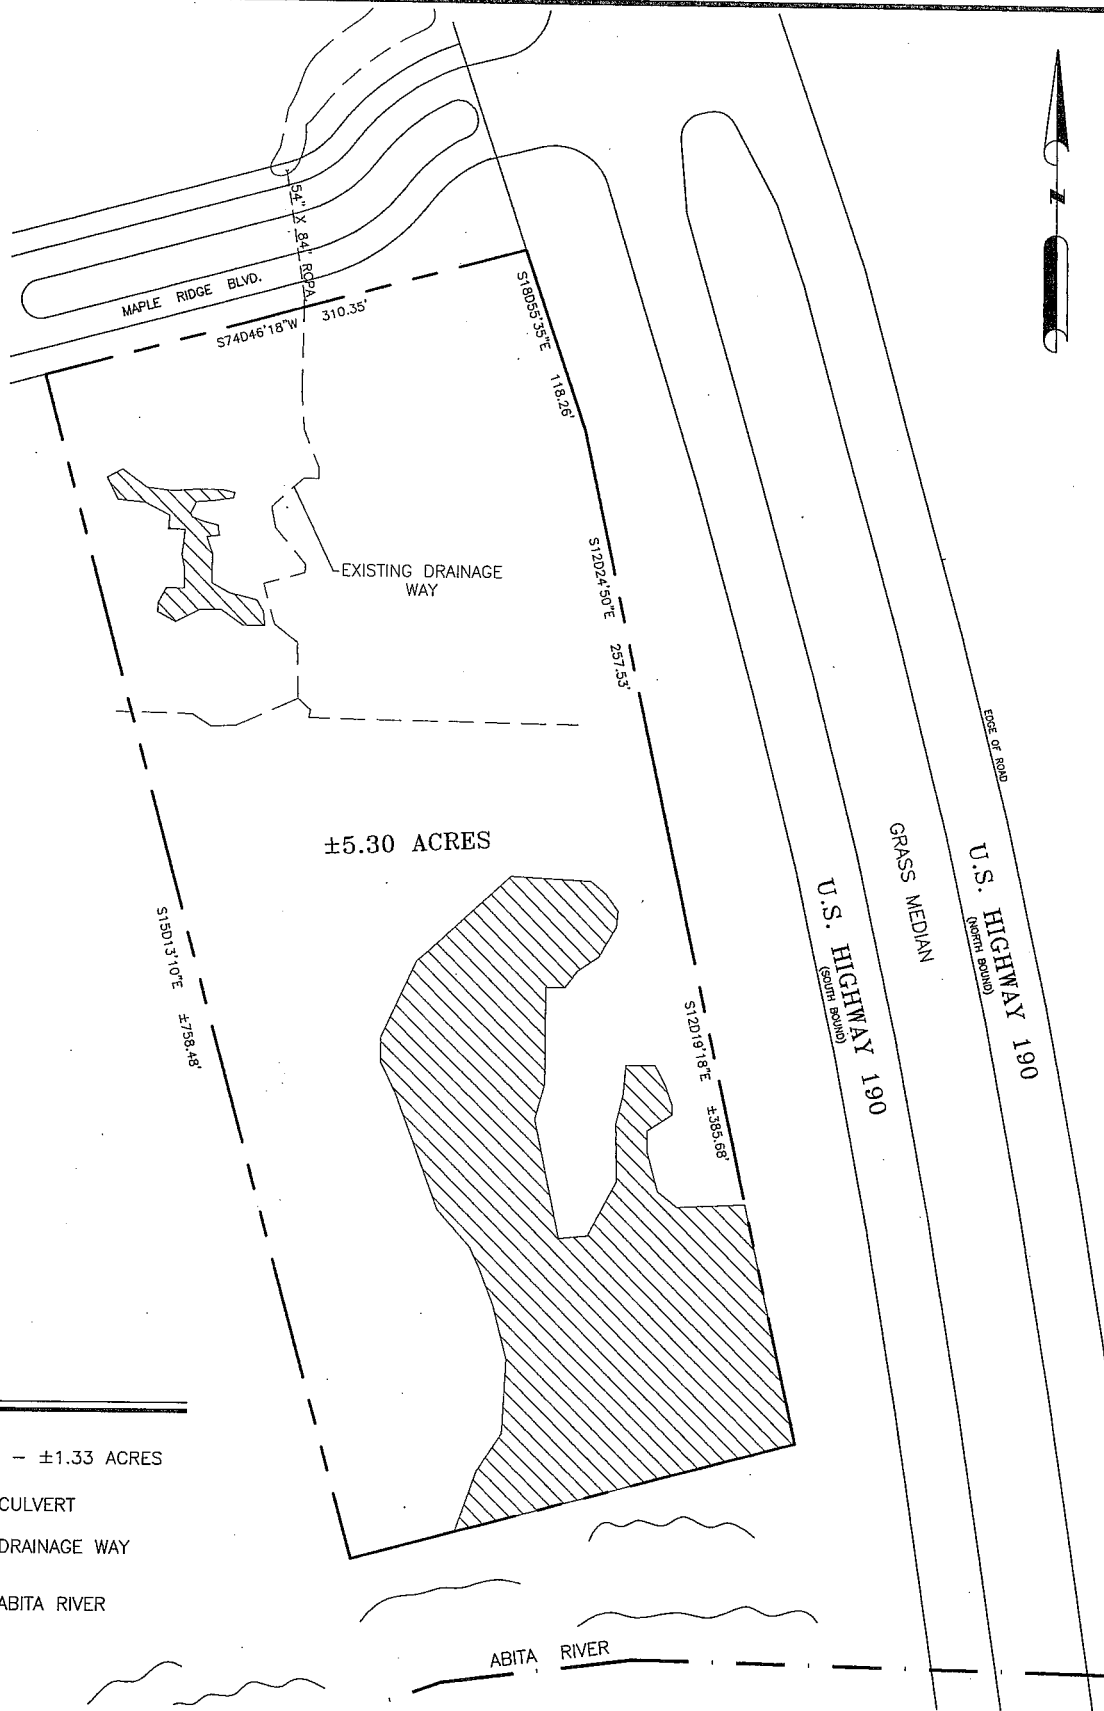 54" X 84" RCPA
MAPLE RIDGE BLVD.
S74D46'18"W 310.35'
S18D55'35"E 118.26'
N
EXISTING DRAINAGE
WAY
S12D24'50"E 257.53'
EDGE OF ROAD
±5.30 ACRES
GRASS MEDIAN
U.S. HIGHWAY 190
(NORTH BOUND)
U.S. HIGHWAY 190
(SOUTH BOUND)
S15D13'10"E ±758.48'
S12D19'18"E ±385.68'
- ±1.33 ACRES
CULVERT
DRAINAGE WAY
ABITA RIVER
ABITA RIVER